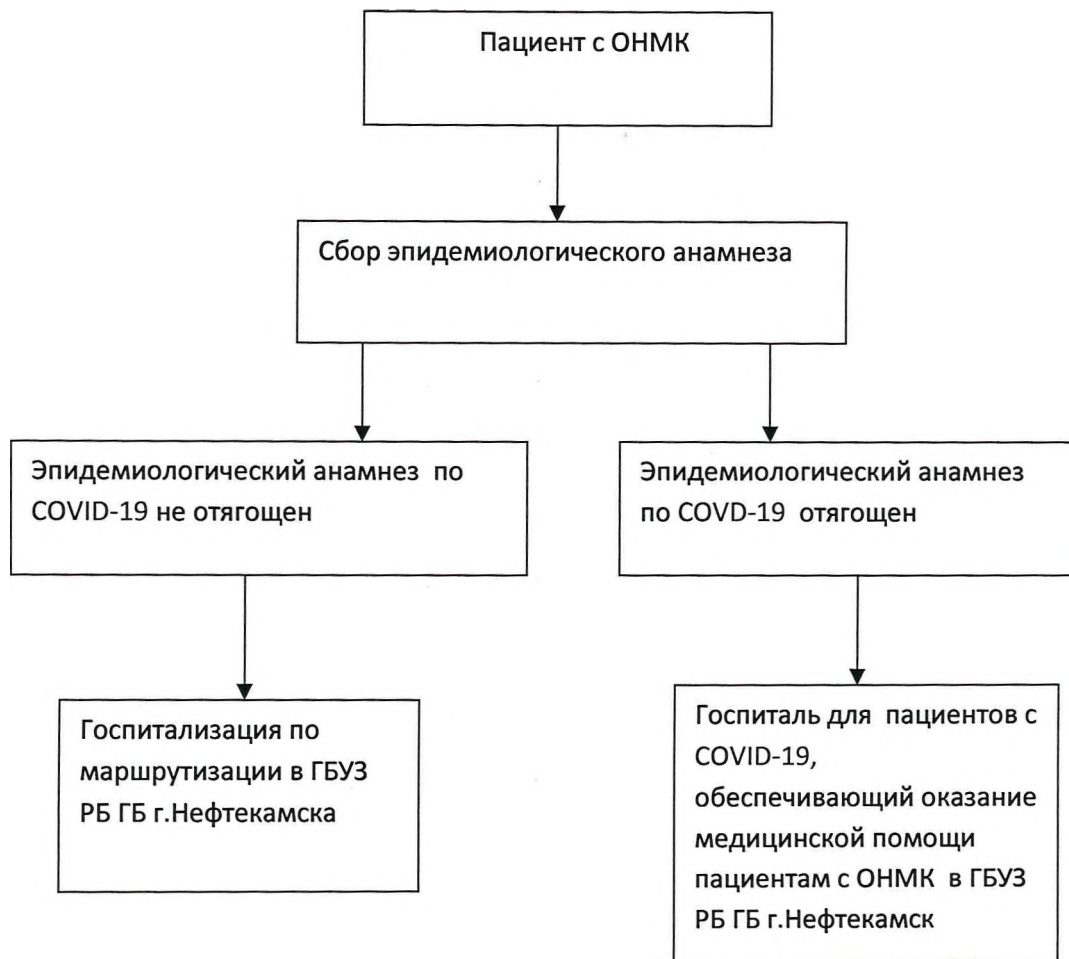 Пациент с ОНМК
Сбор эпидемиологического анамнеза
Эпидемиологический анамнез по
COVID-19 не отягощен
Эпидемиологический анамнез
по COVD-19 отягощен
Госпитализация по
маршрутизации в ГБУЗ
РБ ГБ г.Нефтекамска
Госпиталь для пациентов с
COVID-19,
обеспечивающий оказание
медицинской помощи
пациентам с ОНМК в ГБУЗ
РБ ГБ г.Нефтекамск